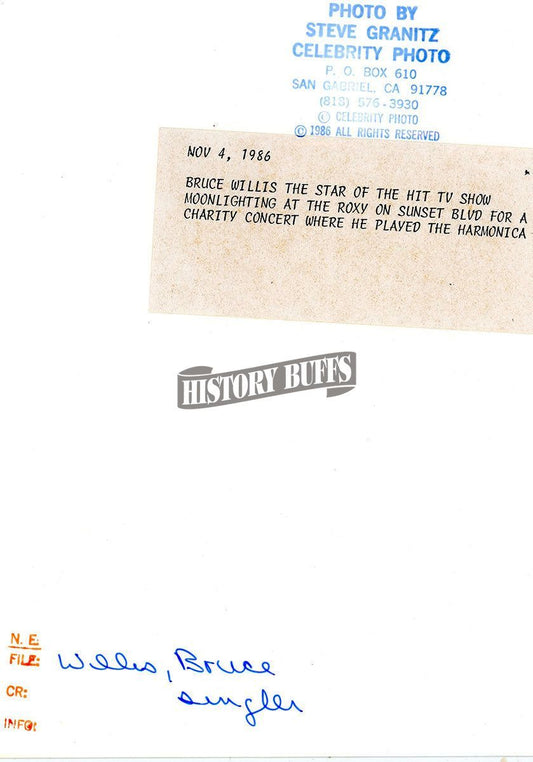 PHOTO BY
STEVE GRANITZ
CELEBRITY PHOTO
P. O. BOX 610
SAN GABRIEL, CA 91778
(818) 576-3930
© CELEBRITY PHOTO
© 1986 ALL RIGHTS RESERVED
NOV 4, 1986
BRUCE WILLIS THE STAR OF THE HIT TV SHOW
MOONLIGHTING AT THE ROXY ON SUNSET BLVD FOR A
CHARITY CONCERT WHERE HE PLAYED THE HARMONICA
HISTORY BUFFS
N. E.
FILE: Willis, Bruce
singles
CR:
INFO: